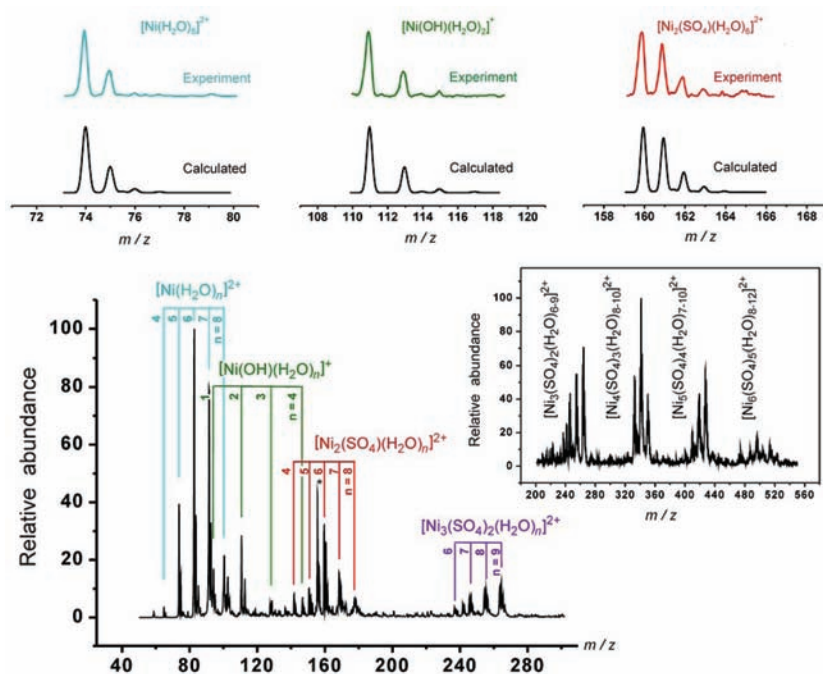 [Ni(H₂O)₅]²⁺
[Ni(OH)(H₂O)₂]⁺
[Ni₂(SO₄)(H₂O)₆]²⁺
Experiment
Experiment
Experiment
Calculated
Calculated
Calculated
72 74 76 78 80
108 110 112 114 116 118 120
158 160 162 164 166 168
m / z
m / z
m / z
[Ni(H₂O)n]²⁺
4 5 6 7 n = 8
[Ni(OH)(H₂O)n]⁺
1 2 3 n = 4
[Ni₂(SO₄)(H₂O)n]²⁺
4 5 6 7 n = 8
*
[Ni₃(SO₄)₂(H₂O)n]²⁺
6 7 8 n = 9
Relative abundance
100
80
60
40
20
0
40 80 120 160 200 240 280
m / z
[Ni₃(SO₄)₂(H₂O)₆₋₉]²⁺
[Ni₄(SO₄/₃(H₂O)₈₋₁₀]²⁺
[Ni₅(SO₄)₄(H₂O)₇₋₁₀]²⁺
[Ni₆(SO₄)₅(H₂O)₈₋₁₂]²⁺
Relative abundance
100
80
60
40
20
0
200 240 280 320 360 400 440 480 520 560
m / z